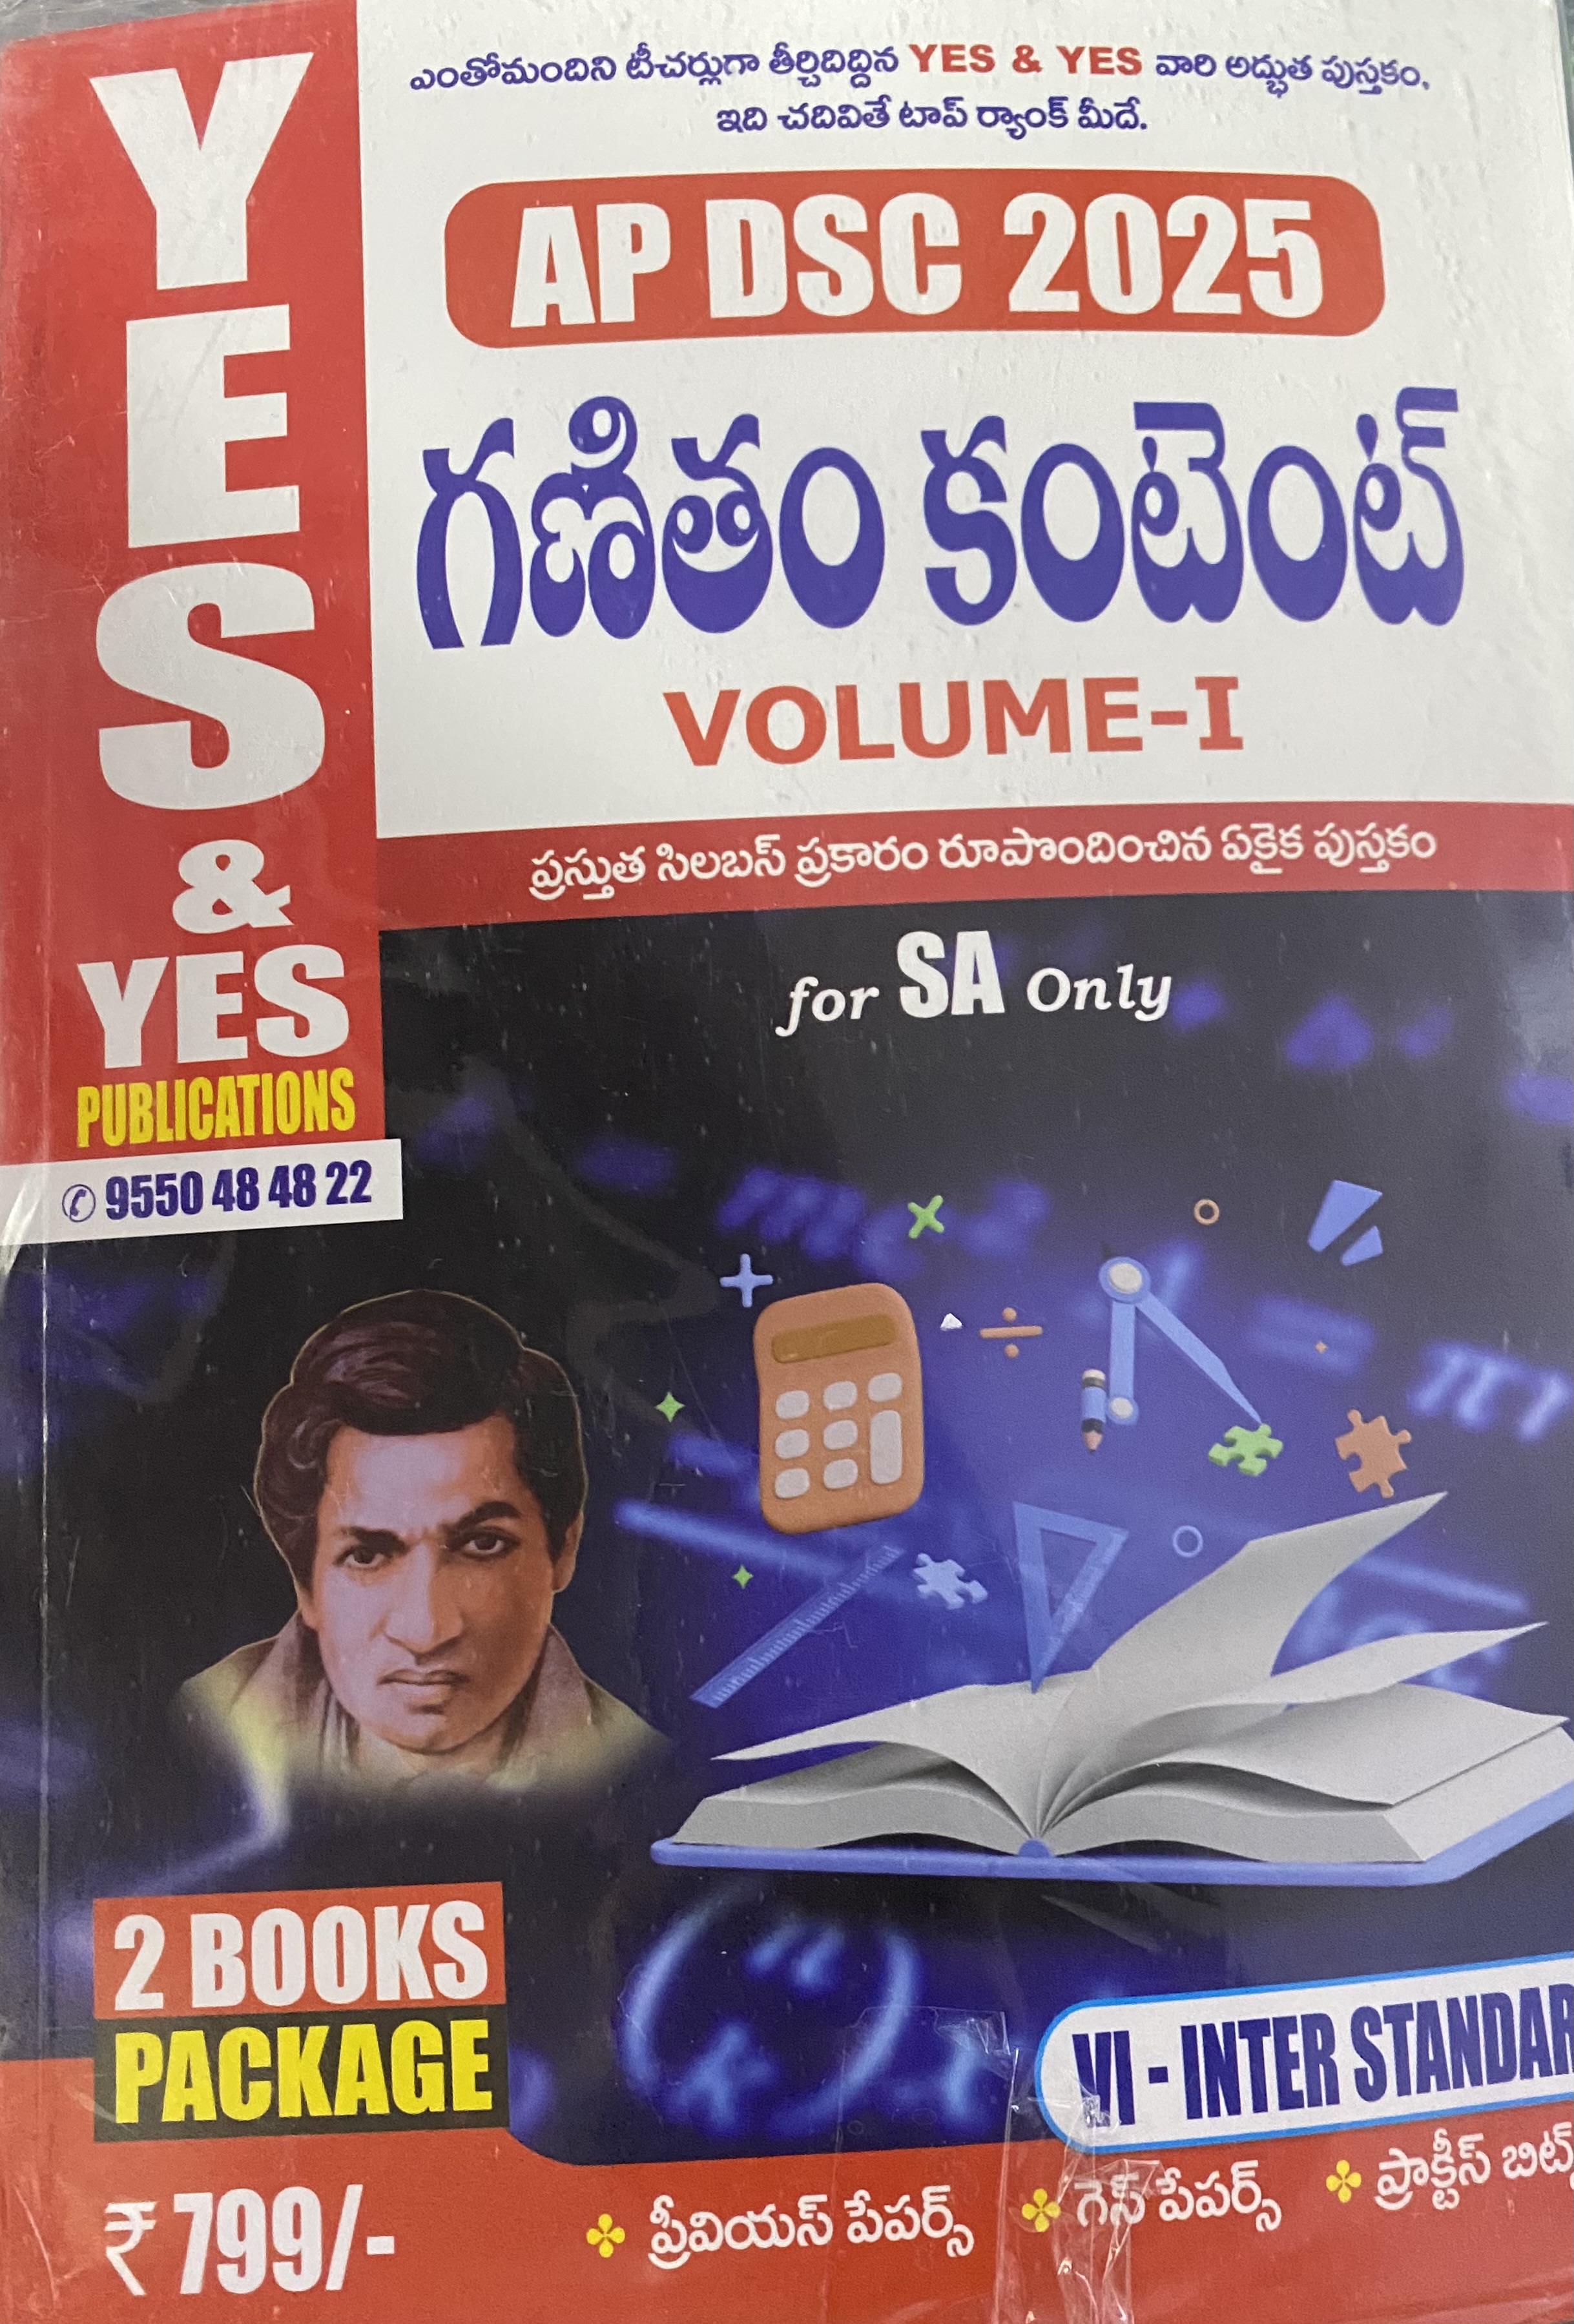 YES
&
YES
PUBLICATIONS
✆ 9550 48 48 22
ఎంతోమందిని టీచర్లుగా తీర్చిదిద్దిన YES & YES వారి అద్భుత పుస్తకం,
ఇది చదివితే టాప్ ర్యాంక్ మీదే.
AP DSC 2025
గణితం కంటెంట్
VOLUME-I
ప్రస్తుత సిలబస్ ప్రకారం రూపొందించిన ఏకైక పుస్తకం
for SA Only
2 BOOKS
PACKAGE
VI - INTER STANDAR
₹ 799/-
ప్రీవియస్ పేపర్స్ గెస్ పేపర్స్ ప్రాక్టీస్ బిట్స్